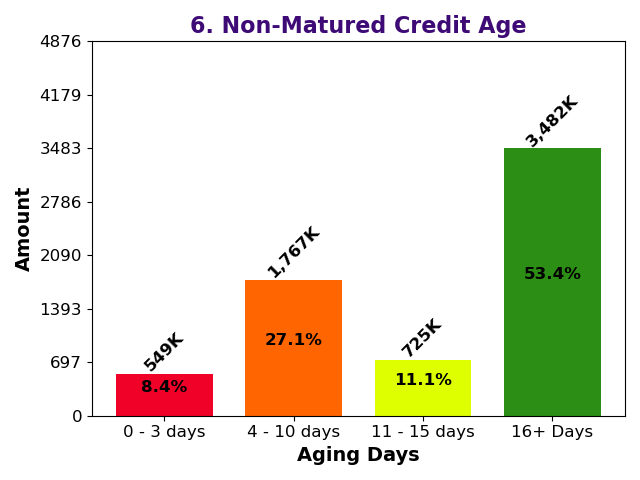 6. Non-Matured Credit Age
4876
4179
3483
2786
2090
1393
697
0
Amount
549K
1,767K
725K
3,482K
8.4%
27.1%
11.1%
53.4%
0 - 3 days
4 - 10 days
11 - 15 days
16+ Days
Aging Days